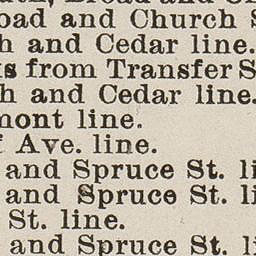 oad and Church S
h and Cedar line.
s from Transfer S
h and Cedar line.
mont line.
f Ave. line.
and Spruce St. li
and Spruce St. li
St. line.
and Spruce St. li